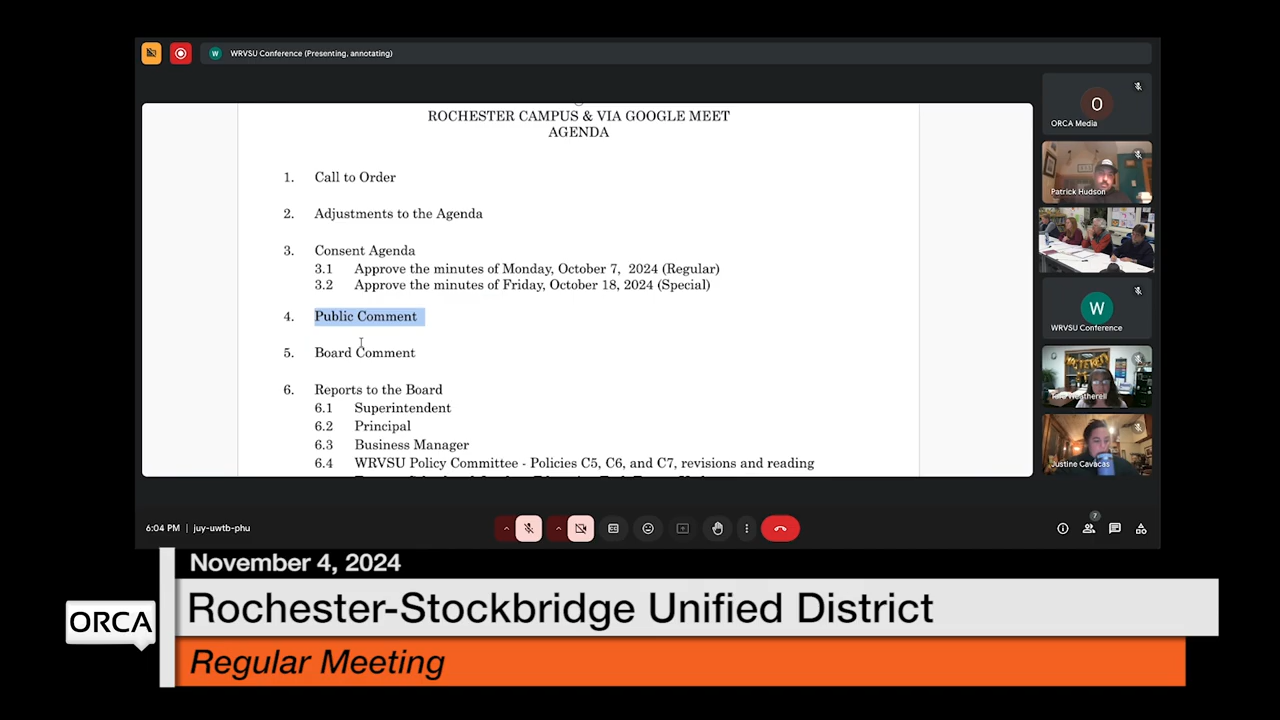 WRVSU Conference (Presenting, annotating)
W
ROCHESTER CAMPUS & VIA GOOGLE MEET
AGENDA
1. Call to Order
2. Adjustments to the Agenda
3. Consent Agenda
3.1 Approve the minutes of Monday, October 7, 2024 (Regular)
3.2 Approve the minutes of Friday, October 18, 2024 (Special)
4. Public Comment
5. Board Comment
6. Reports to the Board
6.1 Superintendent
6.2 Principal
6.3 Business Manager
6.4 WRVSU Policy Committee - Policies C5, C6, and C7, revisions and reading
O
ORCA Media
Patrick Hudson
W
WRVSU Conference
Weatherell
Justine Cavacas
6:04 PM | juy-uwtb-phu
7
November 4, 2024
ORCA
Rochester-Stockbridge Unified District
Regular Meeting